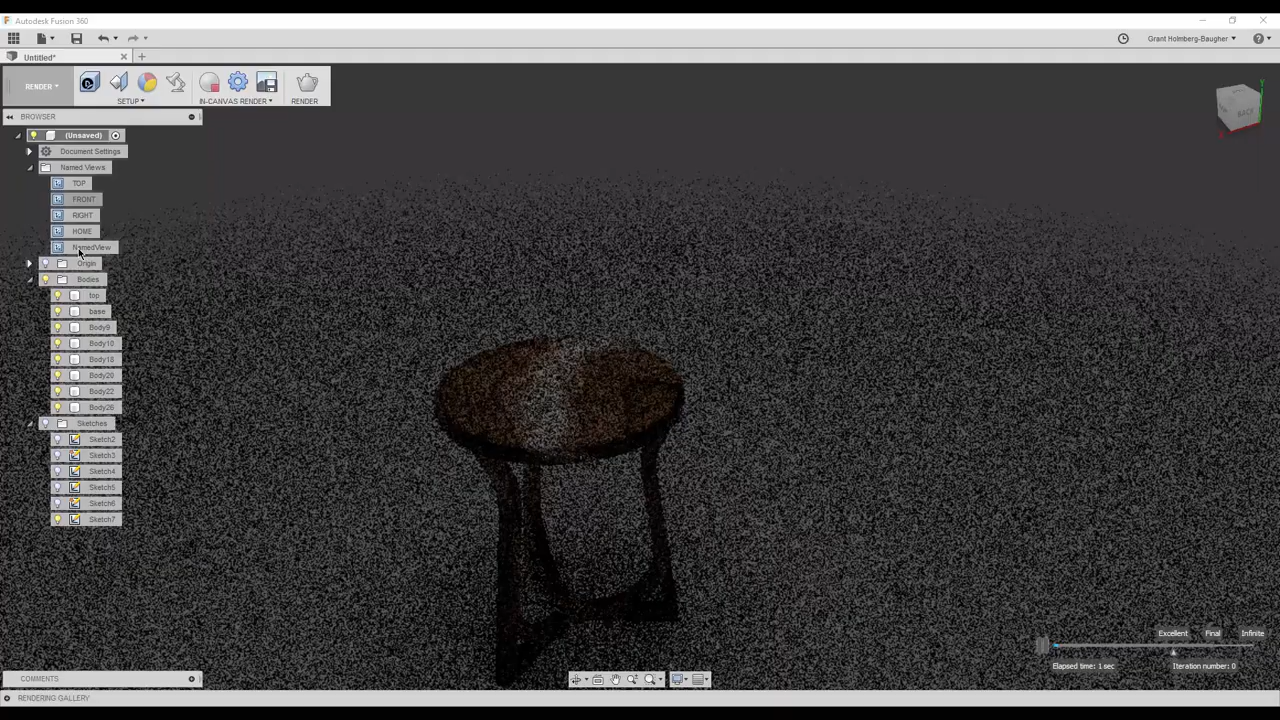 Autodesk Fusion 360
Grant Holmberg-Baugher
Untitled*
RENDER
SETUP
IN-CANVAS RENDER
RENDER
BROWSER
(Unsaved)
Document Settings
Named Views
TOP
FRONT
RIGHT
HOME
NamedView
Origin
Bodies
top
base
Body9
Body10
Body18
Body20
Body22
Body26
Sketches
Sketch2
Sketch3
Sketch4
Sketch5
Sketch6
Sketch7
BACK
Excellent Final Infinite
Elapsed time: 1 sec Iteration number: 0
COMMENTS
RENDERING GALLERY